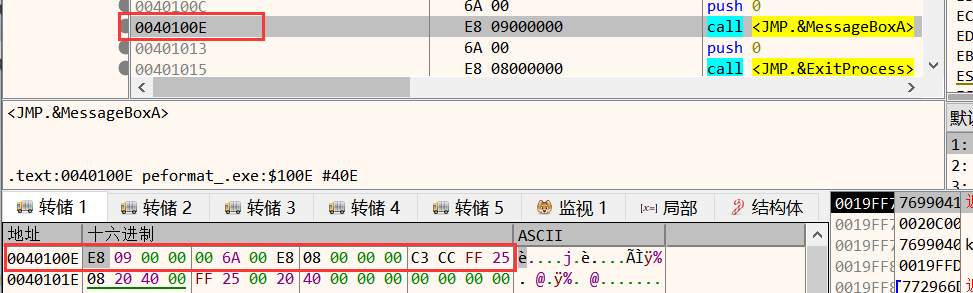 0040100C 6A 00 push 0
0040100E E8 09000000 call <JMP.&MessageBoxA>
00401013 6A 00 push 0
00401015 E8 08000000 call <JMP.&ExitProcess>
EC
ED
EB
ES
<JMP.&MessageBoxA>
默认
1:
2:
.text:0040100E peformat_.exe:$100E #40E
转储 1 转储 2 转储 3 转储 4 转储 5 监视 1 [x=] 局部 结构体
地址 十六进制 ASCII
0040100E E8 09 00 00 00 6A 00 E8 08 00 00 00 C3 CC FF 25 è....j.è....ÃÌÿ%
0040101E 08 20 40 00 FF 25 00 20 40 00 00 00 00 00 00 00 . @.ÿ%. @.......
0019FF7 7699041
0019FF7 0020C00
0019FF7 7699040
0019FF7 0019FFD
0019FF7 772966D